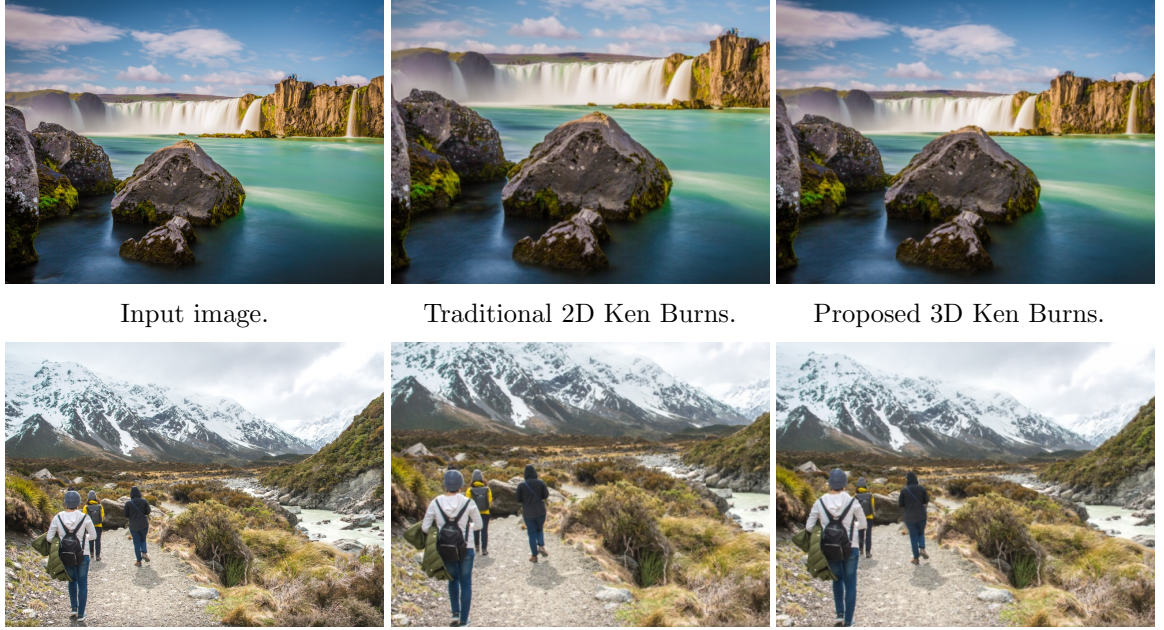 Input image.
Traditional 2D Ken Burns.
Proposed 3D Ken Burns.